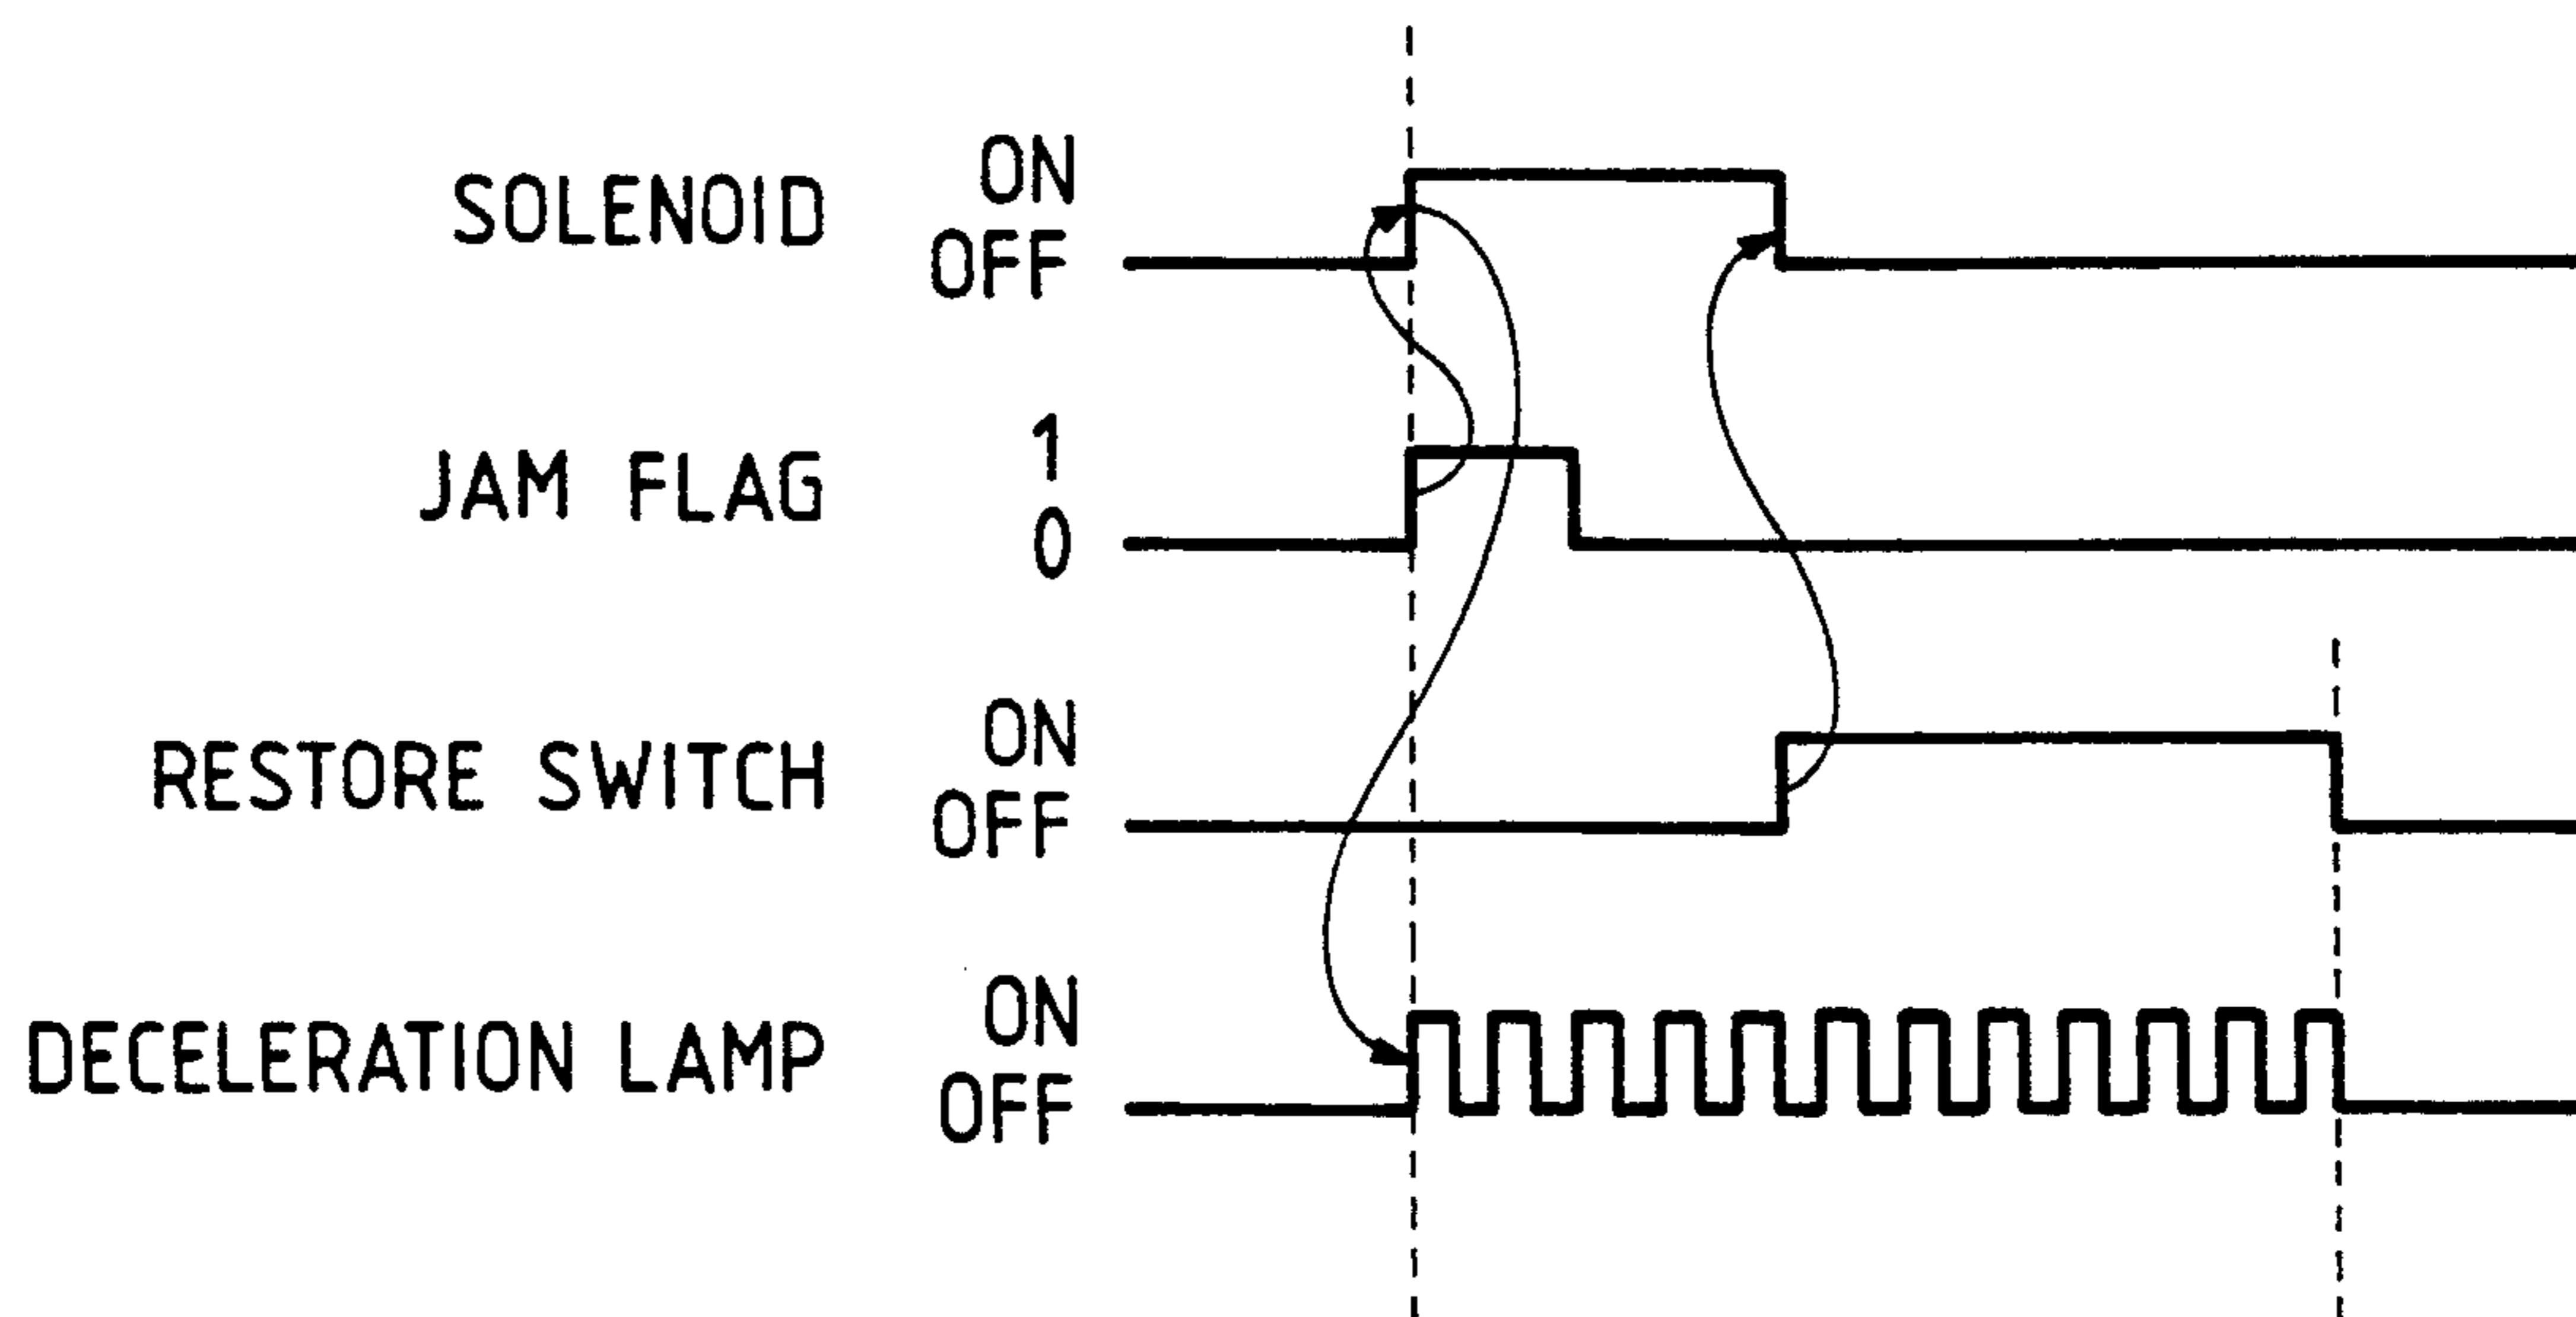 SOLENOID
ON
OFF
JAM FLAG
1
0
RESTORE SWITCH
ON
OFF
DECELERATION LAMP
ON
OFF